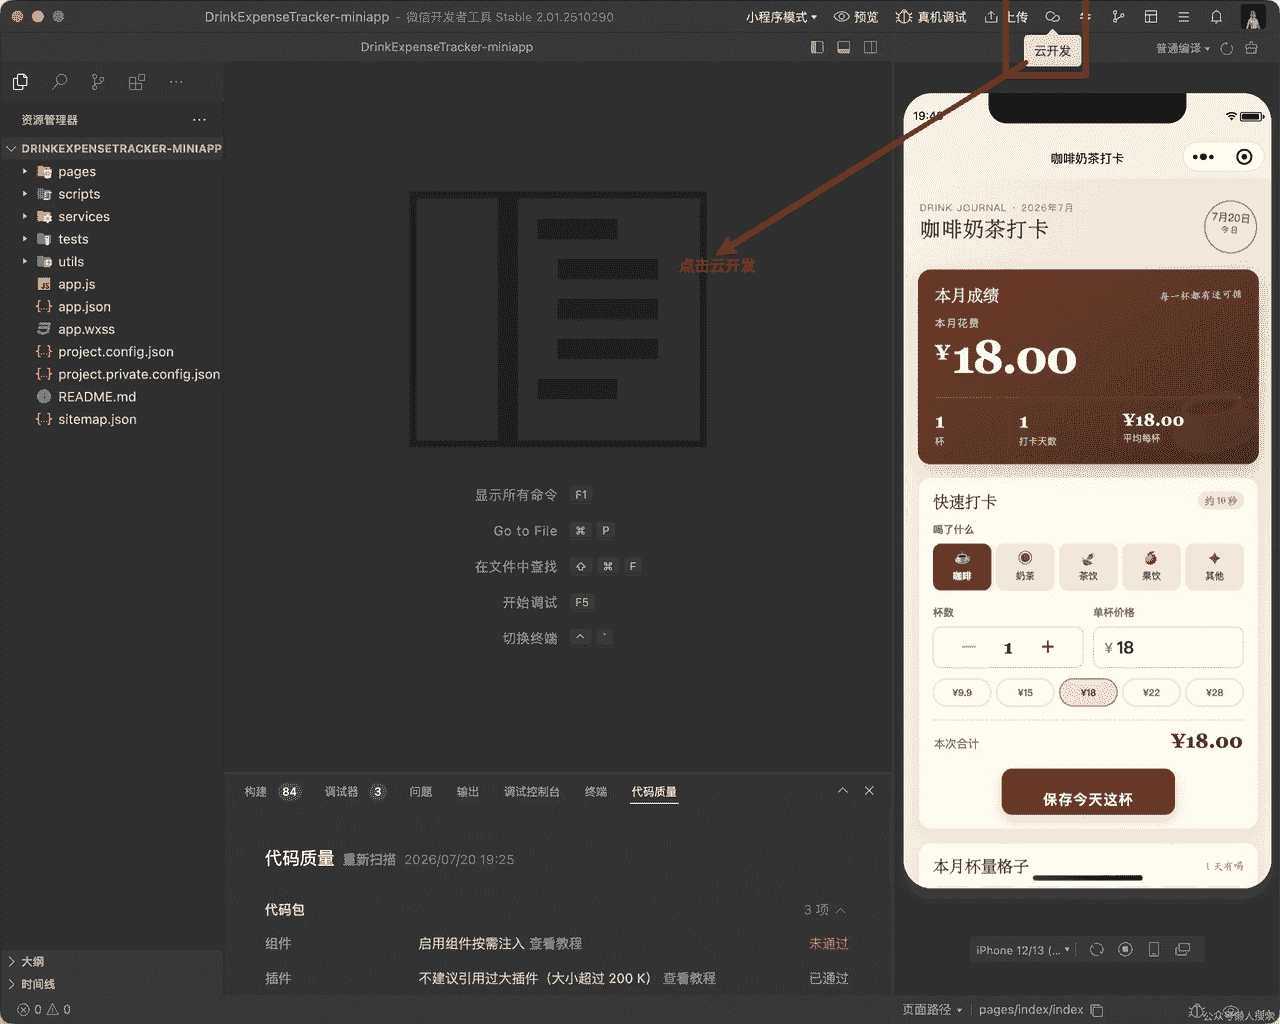 DrinkExpenseTracker-miniapp - 微信开发者工具 Stable 2.01.2510290
小程序模式
预览
真机调试
上传
DrinkExpenseTracker-miniapp
云开发
普通编译
资源管理器
DRINKEXPENSETRACKER-MINIAPP
pages
scripts
services
tests
utils
JS app.js
{..} app.json
app.wxss
{..} project.config.json
{..} project.private.config.json
README.md
{..} sitemap.json
大纲
时间线
0 0
点击云开发
显示所有命令 F1
Go to File ⌘ P
在文件中查找 ⇧ ⌘ F
开始调试 F5
切换终端 ^ `
构建 84 调试器 3 问题 输出 调试控制台 终端 代码质量
代码质量 重新扫描 2026/07/20 19:25
代码包 3 项
组件 启用组件按需注入 查看教程 未通过
插件 不建议引用过大插件（大小超过 200 K） 查看教程 已通过
咖啡奶茶打卡
DRINK JOURNAL · 2026年7月
咖啡奶茶打卡
7月20日
今日
本月成绩
每一杯都有迹可循
本月花费
¥18.00
1 1 ¥18.00
杯 打卡天数 平均每杯
快速打卡 约 10 秒
喝了什么
咖啡 奶茶 茶饮 果饮 其他
杯数 单杯价格
— 1 + ¥ 18
¥9.9 ¥15 ¥18 ¥22 ¥28
本次合计 ¥18.00
保存今天这杯
本月杯量格子 1 天有喝
iPhone 12/13 (...
页面路径 pages/index/index
公众号懒人搜索